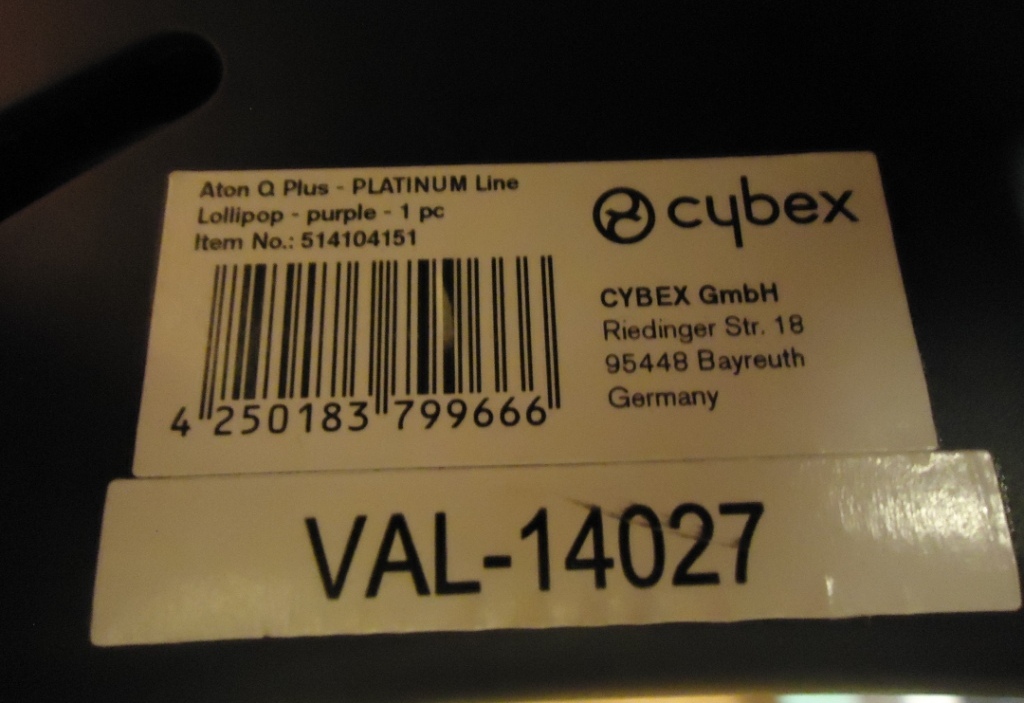 Aton Q Plus - PLATINUM Line
Lollipop - purple - 1 pc
Item No.: 514104151
4 250183 799666
cybex
CYBEX GmbH
Riedinger Str. 18
95448 Bayreuth
Germany
VAL-14027